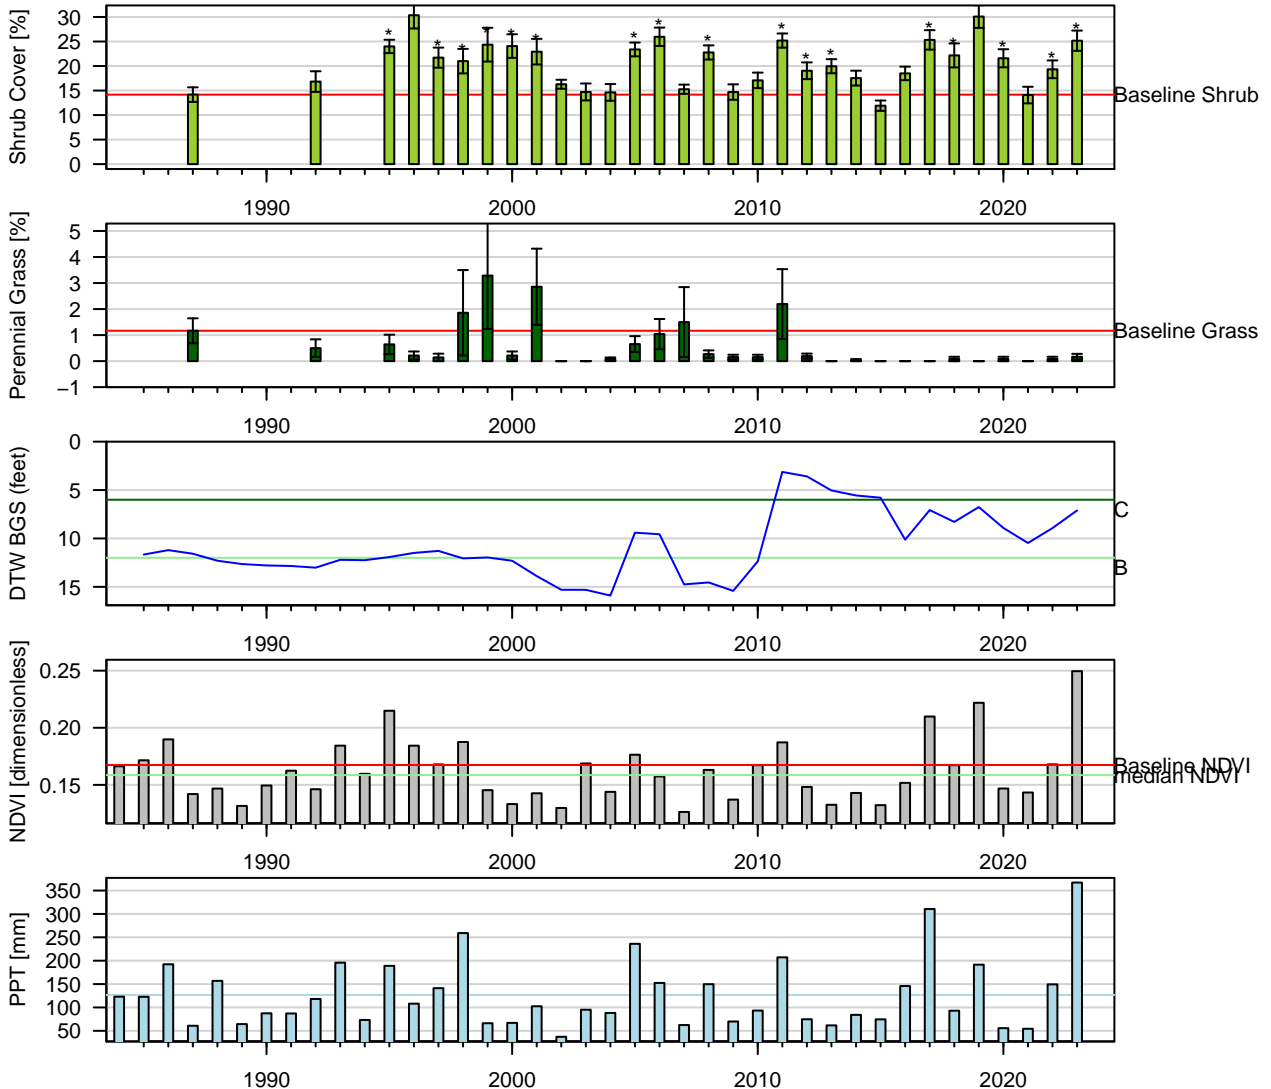 Shrub Cover [%]
30
25
20
15
10
5
0
* * * * * * * * * * * * * * * * * *
Baseline Shrub
1990 2000 2010 2020
Perennial Grass [%]
5
4
3
2
1
0
−1
Baseline Grass
1990 2000 2010 2020
DTW BGS (feet)
0
5
10
15
C
B
1990 2000 2010 2020
NDVI [dimensionless]
0.25
0.20
0.15
Baseline NDVI
median NDVI
1990 2000 2010 2020
PPT [mm]
350
300
250
200
150
100
50
1990 2000 2010 2020